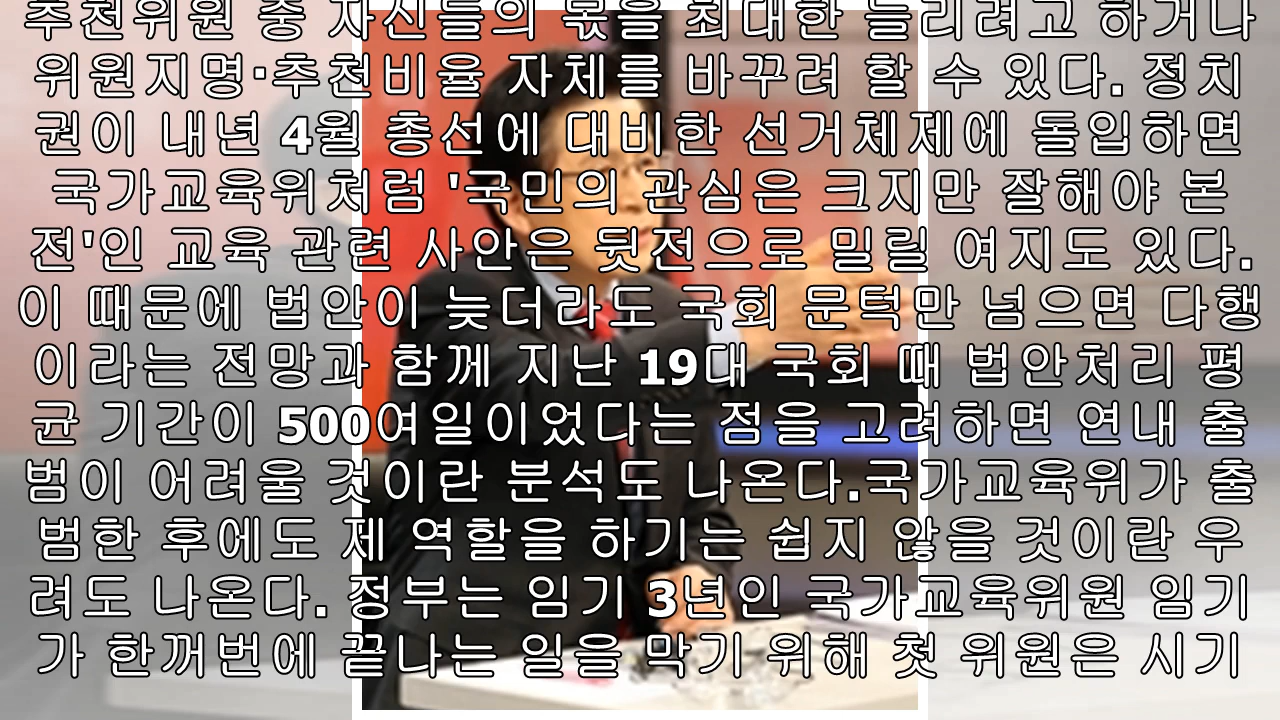 추천위원 중 자신들의 몫을 최대한 늘리려고 하거나
위원지명·추천비율 자체를 바꾸려 할 수 있다. 정치
권이 내년 4월 총선에 대비한 선거체제에 돌입하면
국가교육위처럼 '국민의 관심은 크지만 잘해야 본
전'인 교육 관련 사안은 뒷전으로 밀릴 여지도 있다.
이 때문에 법안이 늦더라도 국회 문턱만 넘으면 다행
이라는 전망과 함께 지난 19대 국회 때 법안처리 평
균 기간이 500여일이었다는 점을 고려하면 연내 출
범이 어려울 것이란 분석도 나온다.국가교육위가 출
범한 후에도 제 역할을 하기는 쉽지 않을 것이란 우
려도 나온다. 정부는 임기 3년인 국가교육위원 임기
가 한꺼번에 끝나는 일을 막기 위해 첫 위원은 시기